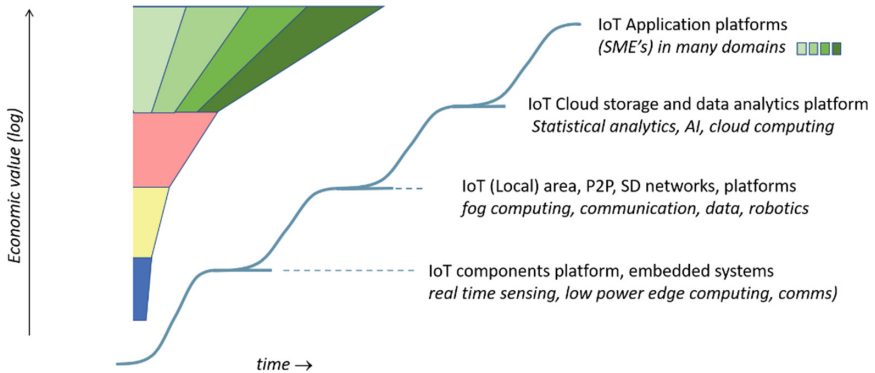 IoT Application platforms
(SME's) in many domains
IoT Cloud storage and data analytics platform
Statistical analytics, AI, cloud computing
IoT (Local) area, P2P, SD networks, platforms
fog computing, communication, data, robotics
IoT components platform, embedded systems
real time sensing, low power edge computing, comms)
Economic value (log)
time →